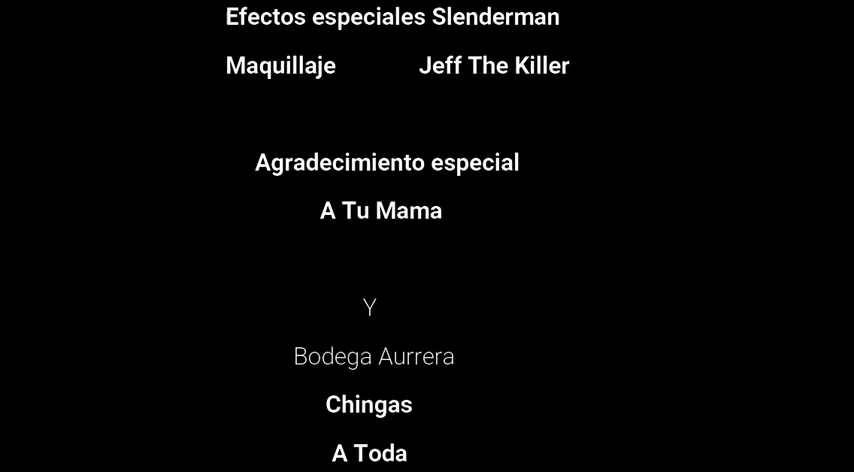 Efectos especiales Slenderman
Maquillaje Jeff The Killer
Agradecimiento especial
A Tu Mama
Y
Bodega Aurrera
Chingas
A Toda